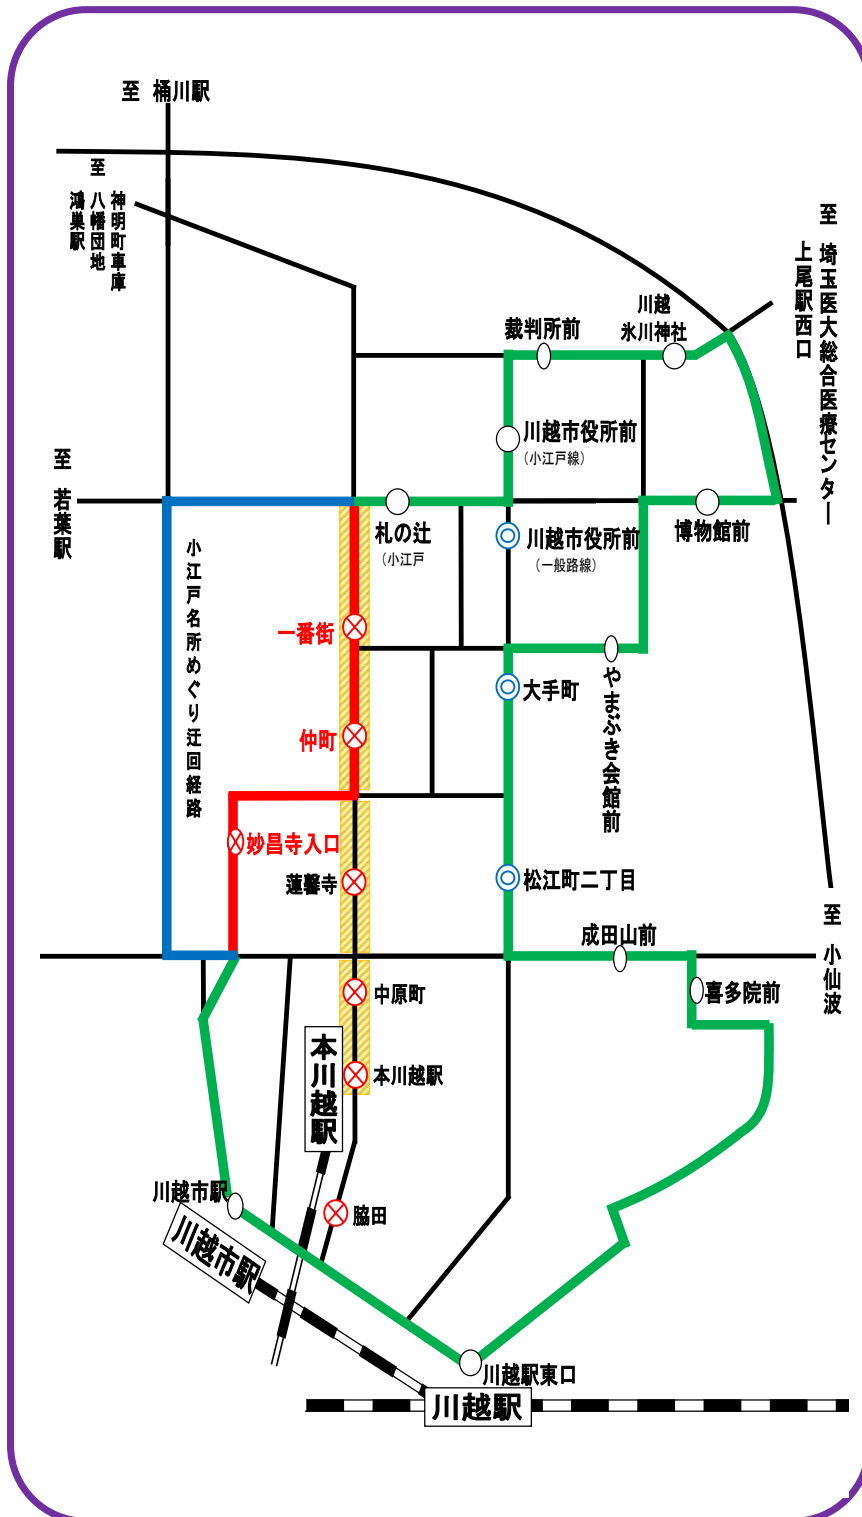 至 桶川駅
至 神明町車庫
八幡団地
鴻巣駅
至 埼玉医大総合医療センター
上尾駅西口
川越
氷川神社
裁判所前
川越市役所前
(小江戸線)
至 若葉駅
札の辻
(小江戸
川越市役所前
(一般路線)
博物館前
小江戸名所めぐり迂回経路
一番街
大手町
やまぶき会館前
仲町
妙昌寺入口
蓮馨寺
松江町二丁目
成田山前
至 小仙波
中原町
喜多院前
本川越駅
本川越駅
川越市駅
脇田
川越市駅
川越駅東口
川越駅